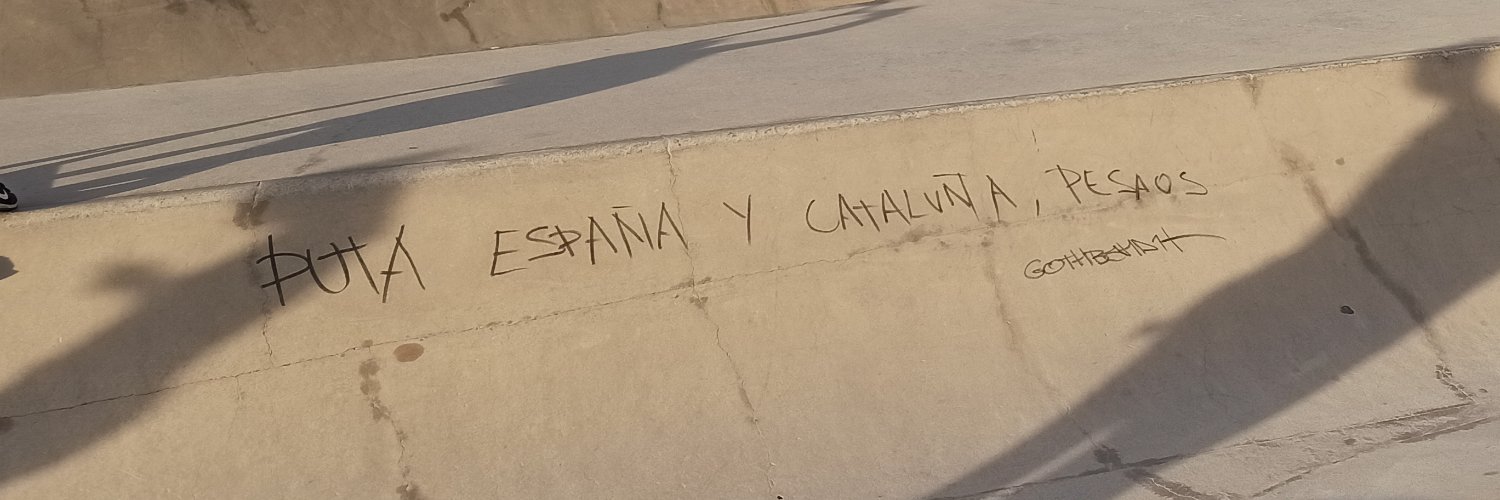 PUTA ESPAÑA Y CATALUÑA, PESAOS